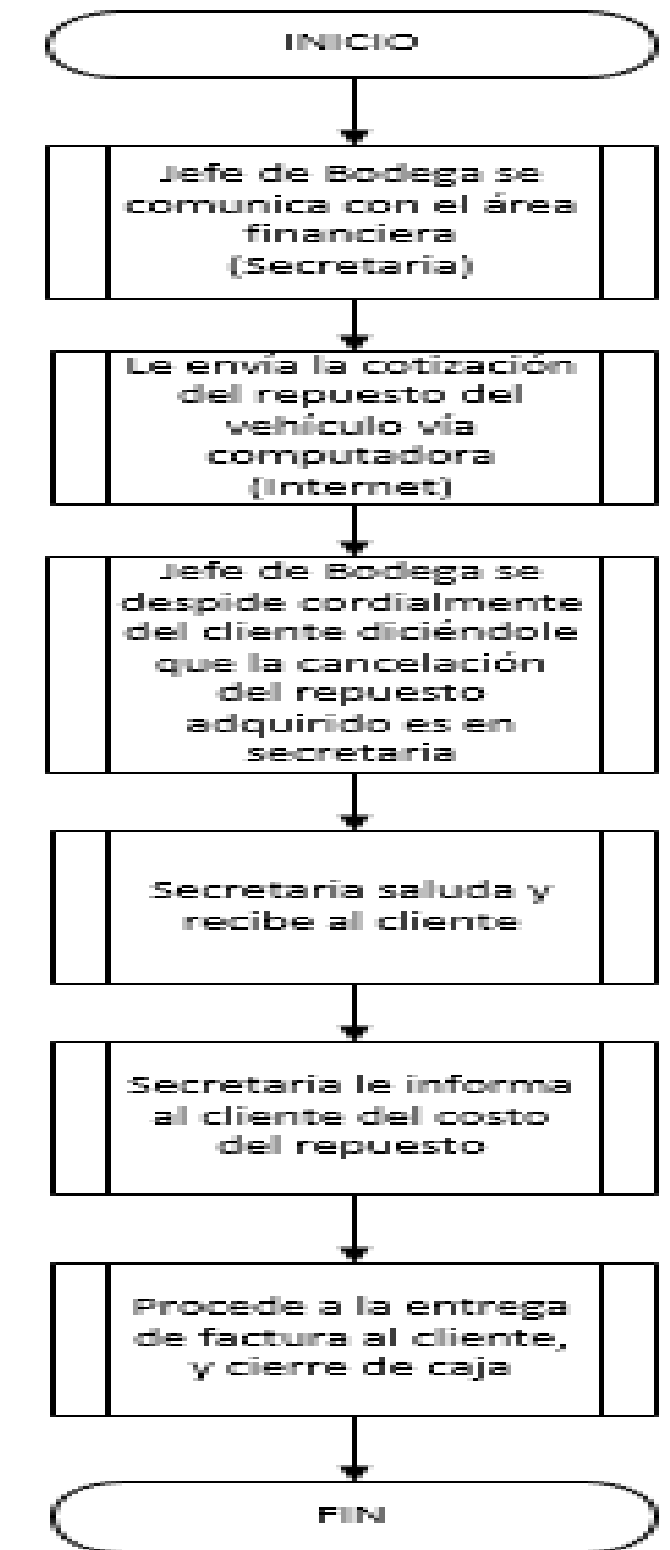 INICIO
Jefe de Bodega se
comunica con el área
financiera
(Secretaria)
Le envía la cotización
del repuesto del
vehículo vía
computadora
(Internet)
Jefe de Bodega se
despide cordialmente
del cliente diciéndole
que la cancelación
del repuesto
adquirido es en
secretaria
Secretaria saluda y
recibe al cliente
Secretaria le informa
al cliente del costo
del repuesto
Procede a la entrega
de factura al cliente,
y cierre de caja
FIN